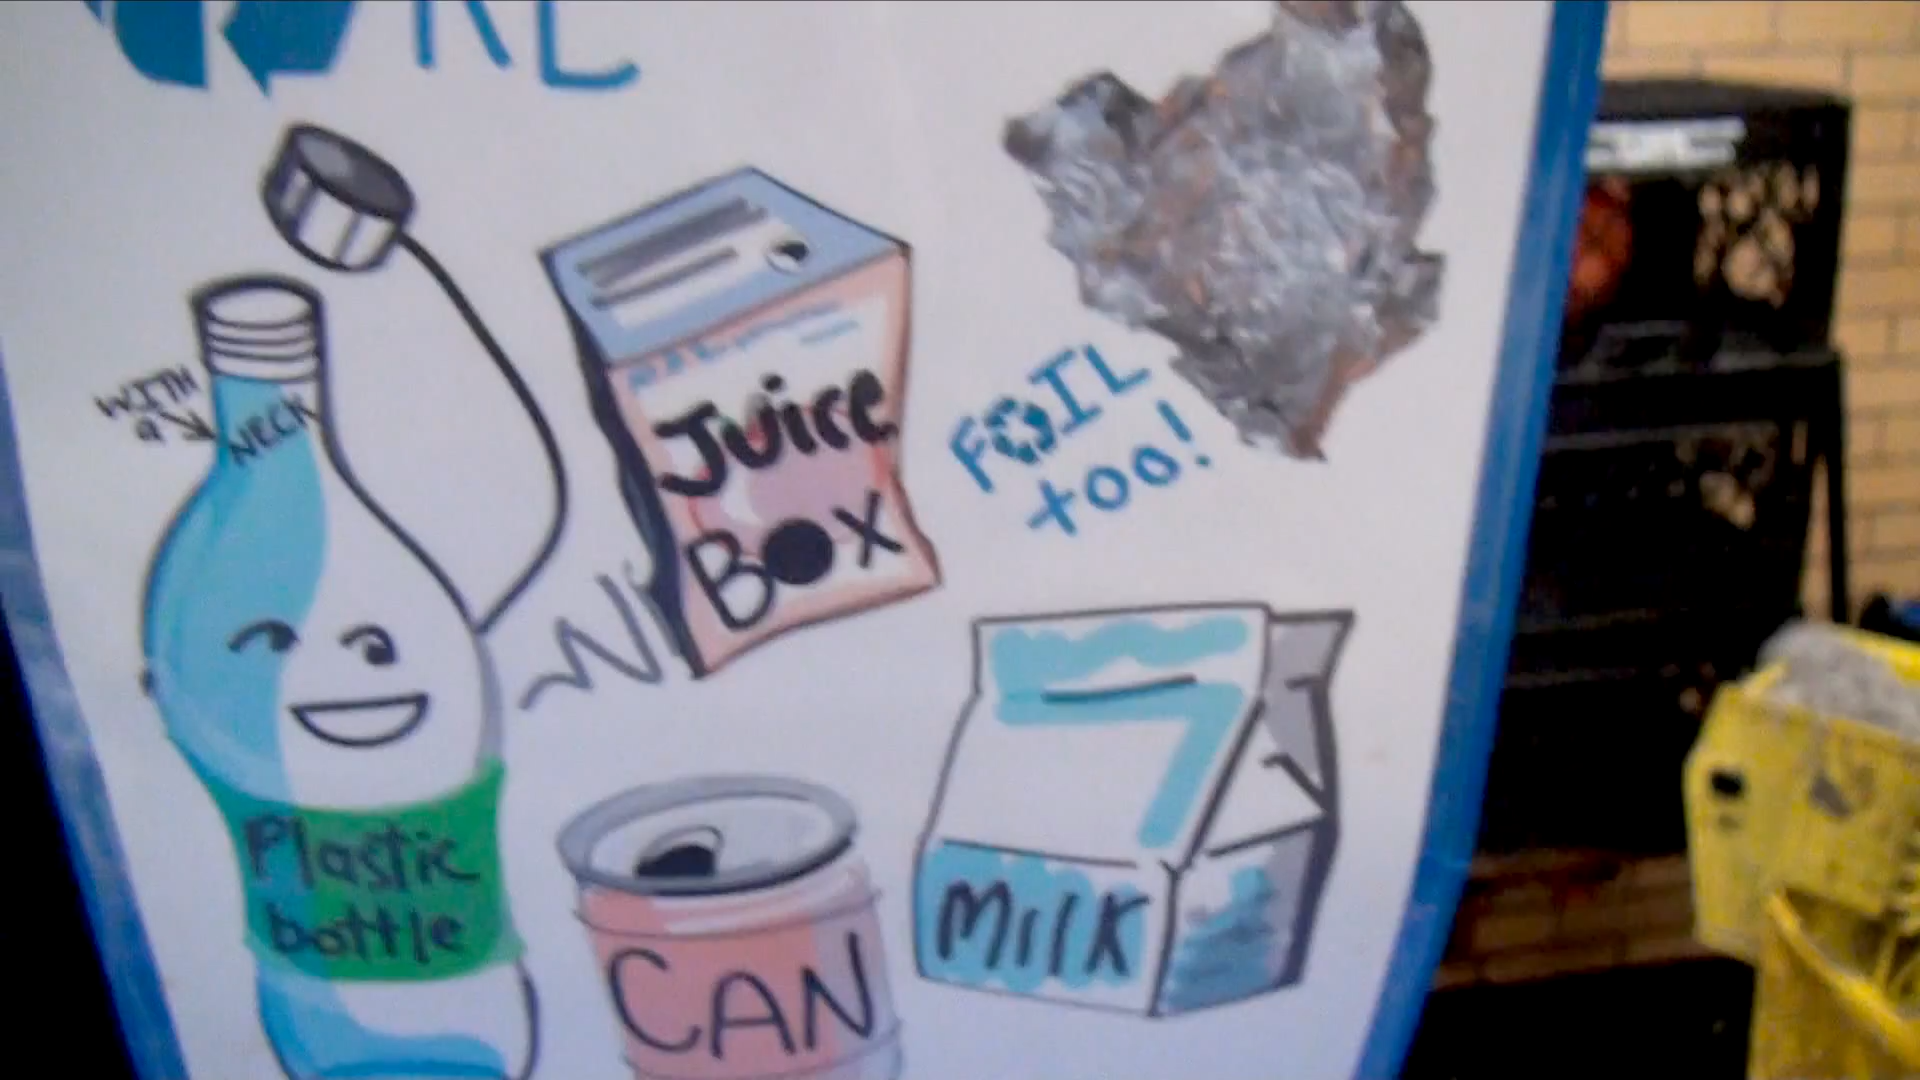 WITH
a
NECK
Juice
BOX
FOIL
too!
Plastic
bottle
CAN
MILK